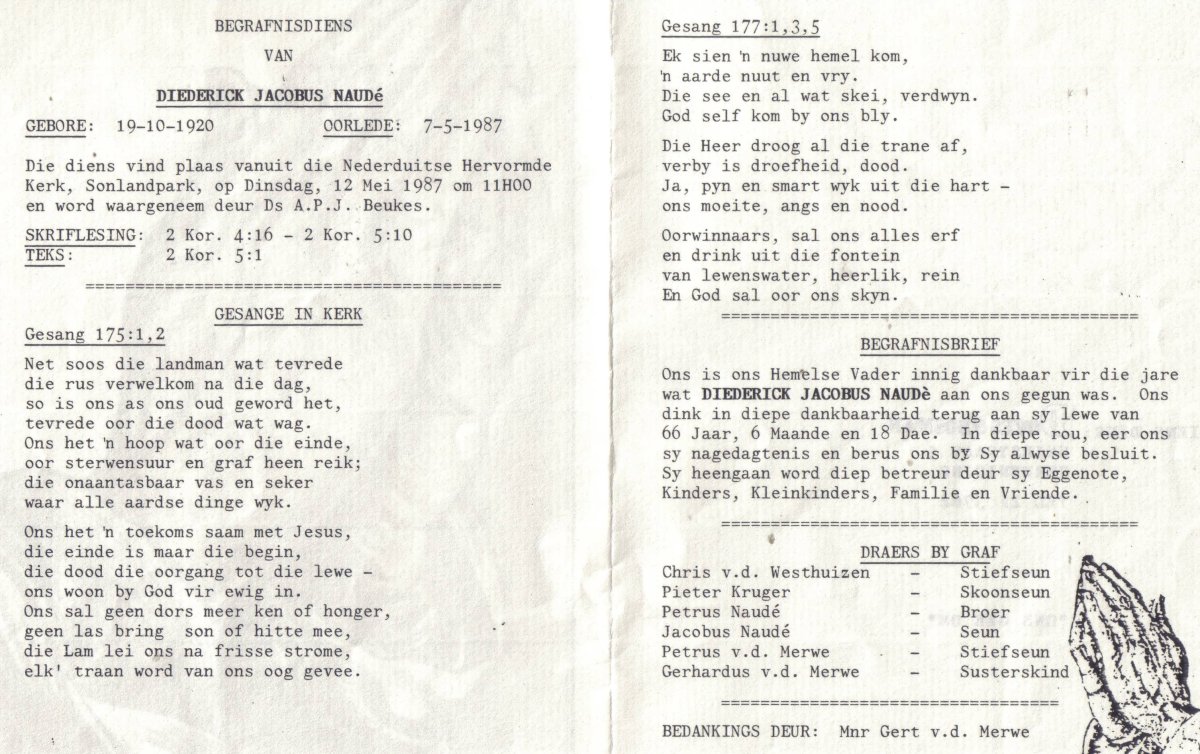 BEGRAFNISDIENS
VAN
DIEDERICK JACOBUS NAUDé
GEBORE: 19-10-1920 OORLEDE: 7-5-1987
Die diens vind plaas vanuit die Nederduitse Hervormde
Kerk, Sonlandpark, op Dinsdag, 12 Mei 1987 om 11H00
en word waargeneem deur Ds A.P.J. Beukes.
SKRIFLESING: 2 Kor. 4:16 - 2 Kor. 5:10
TEKS: 2 Kor. 5:1
==========================================
GESANGE IN KERK
Gesang 175:1,2
Net soos die landman wat tevrede
die rus verwelkom na die dag,
so is ons as ons oud geword het,
tevrede oor die dood wat wag.
Ons het 'n hoop wat oor die einde,
oor sterwensuur en graf heen reik;
die onaantasbaar vas en seker
waar alle aardse dinge wyk.
Ons het 'n toekoms saam met Jesus,
die einde is maar die begin,
die dood die oorgang tot die lewe -
ons woon by God vir ewig in.
Ons sal geen dors meer ken of honger,
geen las bring son of hitte mee,
die Lam lei ons na frisse strome,
elk' traan word van ons oog gevee.
Gesang 177:1,3,5
Ek sien 'n nuwe hemel kom,
'n aarde nuut en vry.
Die see en al wat skei, verdwyn.
God self kom by ons bly.
Die Heer droog al die trane af,
verby is droefheid, dood.
Ja, pyn en smart wyk uit die hart -
ons moeite, angs en nood.
Oorwinnaars, sal ons alles erf
en drink uit die fontein
van lewenswater, heerlik, rein
En God sal oor ons skyn.
==========================================
BEGRAFNISBRIEF
Ons is ons Hemelse Vader innig dankbaar vir die jare
wat DIEDERICK JACOBUS NAUDè aan ons gegun was. Ons
dink in diepe dankbaarheid terug aan sy lewe van
66 Jaar, 6 Maande en 18 Dae. In diepe rou, eer ons
sy nagedagtenis en berus ons by Sy alwyse besluit.
Sy heengaan word diep betreur deur sy Eggenote,
Kinders, Kleinkinders, Familie en Vriende.
==========================================
DRAERS BY GRAF
Chris v.d. Westhuizen - Stiefseun
Pieter Kruger - Skoonseun
Petrus Naudé - Broer
Jacobus Naudé - Seun
Petrus v.d. Merwe - Stiefseun
Gerhardus v.d. Merwe - Susterskind
==================================
BEDANKINGS DEUR: Mnr Gert v.d. Merwe